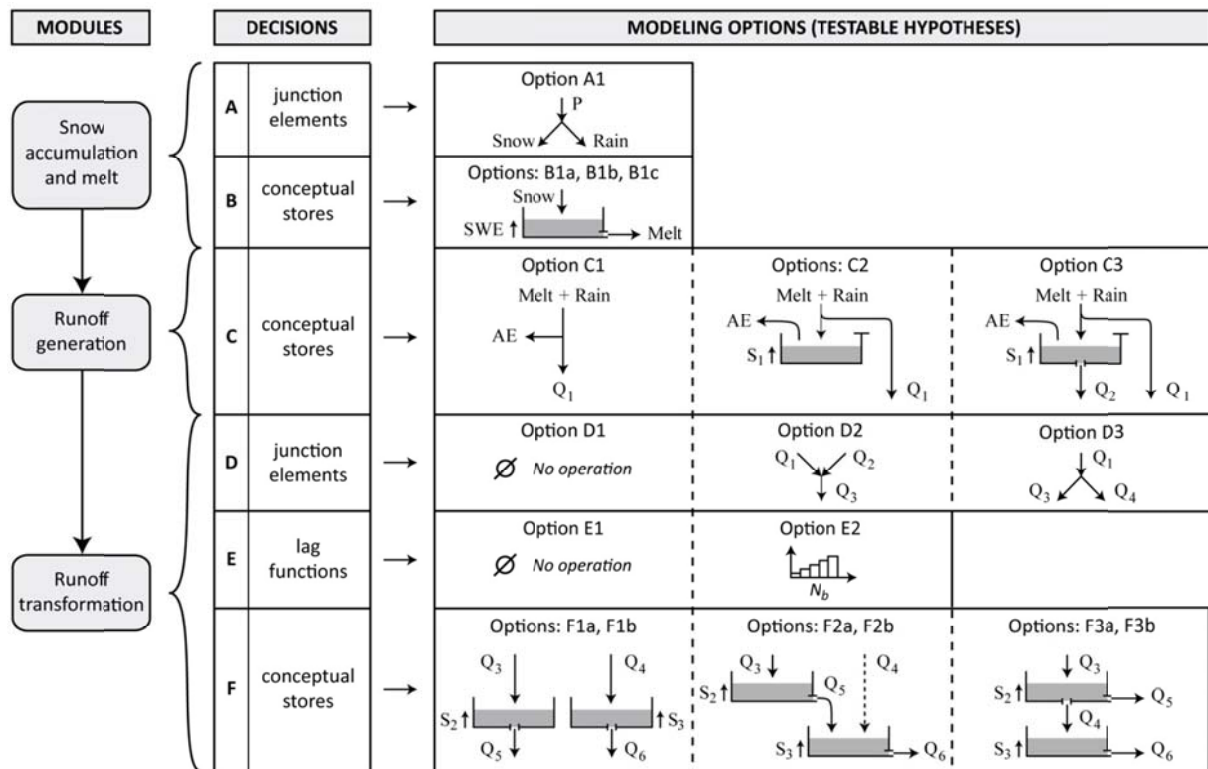 MODULES
DECISIONS
MODELING OPTIONS (TESTABLE HYPOTHESES)
Snow
accumulation
and melt
Runoff
generation
Runoff
transformation
A
junction
elements
Option A1
P
Snow
Rain
B
conceptual
stores
Options: B1a, B1b, B1c
Snow
SWE
Melt
C
conceptual
stores
Option C1
Melt + Rain
AE
Q1
Options: C2
Melt + Rain
AE
S1
Q1
Option C3
Melt + Rain
AE
S1
Q2
Q1
D
junction
elements
Option D1
∅ No operation
Option D2
Q1
Q2
Q3
Option D3
Q1
Q3
Q4
E
lag
functions
Option E1
∅ No operation
Option E2
Nb
F
conceptual
stores
Options: F1a, F1b
Q3
Q4
S2
S3
Q5
Q6
Options: F2a, F2b
Q3
Q4
S2
Q5
S3
Q6
Options: F3a, F3b
Q3
S2
Q5
Q4
S3
Q6